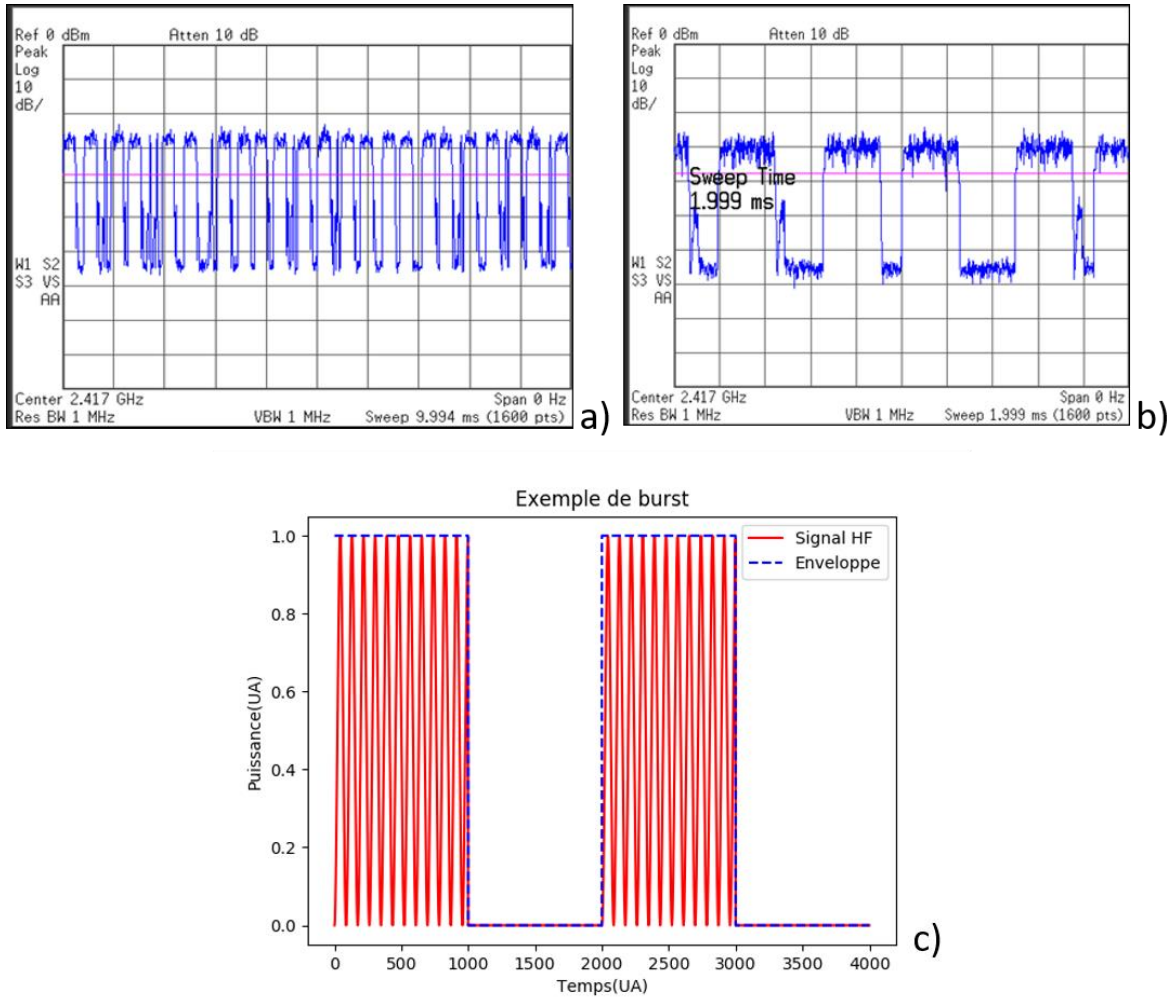 Ref 0 dBm Atten 10 dB
Peak
Log
10
dB/
W1 S2
S3 VS
AA
Center 2.417 GHz Span 0 Hz
Res BW 1 MHz VBW 1 MHz Sweep 9.994 ms (1600 pts)
a)
Ref 0 dBm Atten 10 dB
Peak
Log
10
dB/
Sweep Time
1.999 ms
W1 S2
S3 VS
AA
Center 2.417 GHz Span 0 Hz
Res BW 1 MHz VBW 1 MHz Sweep 1.999 ms (1600 pts)
b)
Exemple de burst
Signal HF
Enveloppe
1.0
0.8
0.6
0.4
0.2
0.0
Puissance(UA)
0 500 1000 1500 2000 2500 3000 3500 4000
Temps(UA)
c)